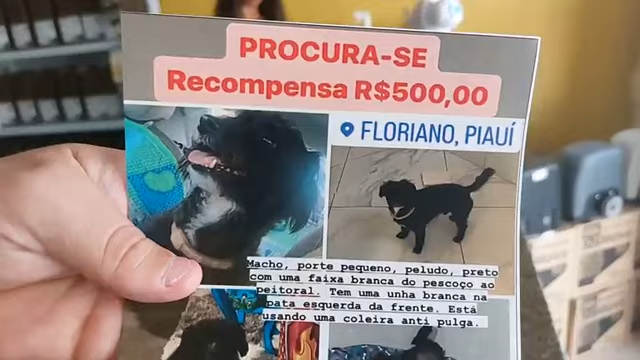 PROCURA-SE
Recompensa R$500,00
FLORIANO, PIAUÍ
Macho, porte pequeno, peludo, preto
com uma faixa branca do pescoço ao
peitoral. Tem uma unha branca na
pata esquerda da frente. Está
usando uma coleira anti pulga.